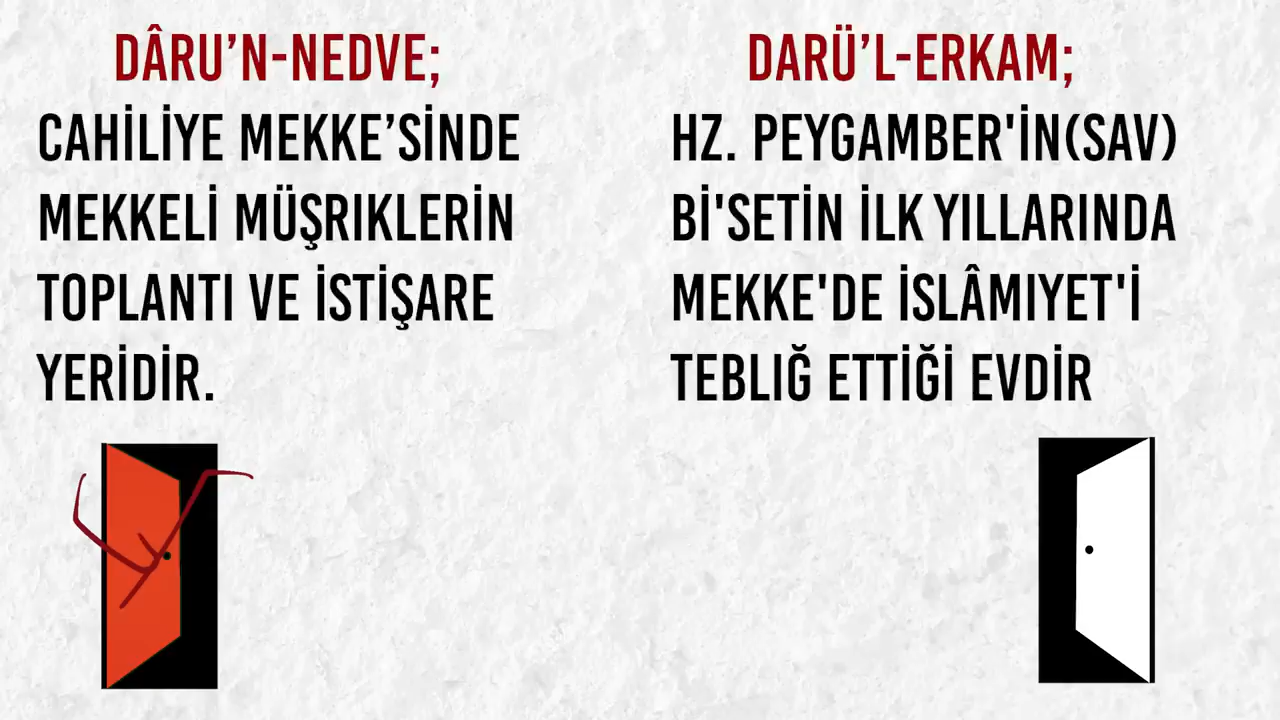 DÂRU’N-NEDVE;
CAHİLİYE MEKKE’SİNDE
MEKKELİ MÜŞRIKLERİN
TOPLANTI VE İSTİŞARE
YERİDİR.
DARÜ’L-ERKAM;
HZ. PEYGAMBER'İN(SAV)
Bİ'SETİN İLK YILLARINDA
MEKKE'DE İSLÂMIYET'İ
TEBLIĞ ETTİĞİ EVDİR